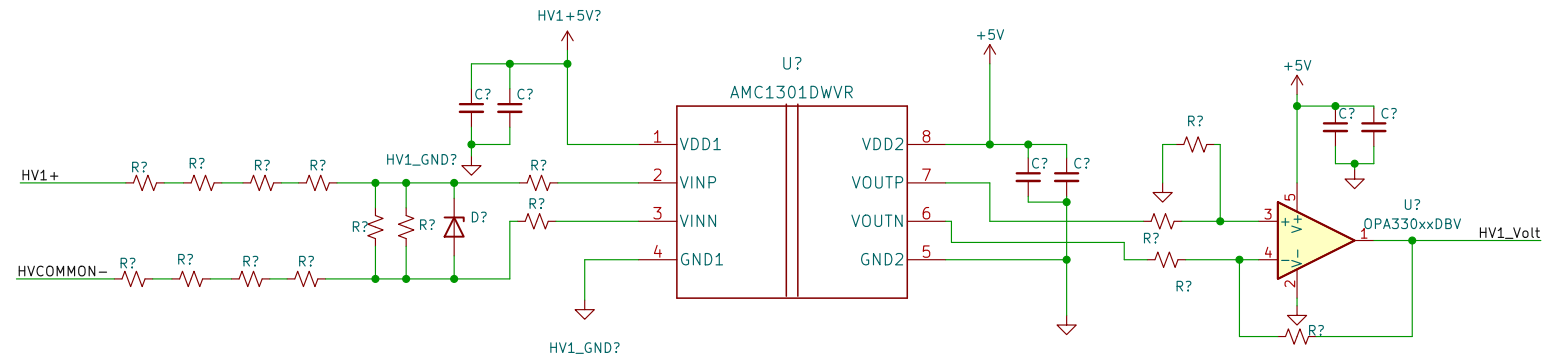 HV1+5V?
+5V
U?
+5V
AMC1301DWVR
C? C?
C? C?
R?
1 VDD1 VDD2 8
HV1_GND?
C? C?
R? R? R? R? R?
HV1+
2 VINP VOUTP 7
R?
R? R? D?
3 VINN VOUTN 6
R?
3 + V+ 5
U?
OPA330xxDBV
1
HV1_Volt
4 - V- 2
4 GND1 GND2 5
HVCOMMON-
R? R? R? R?
R?
R?
HV1_GND?